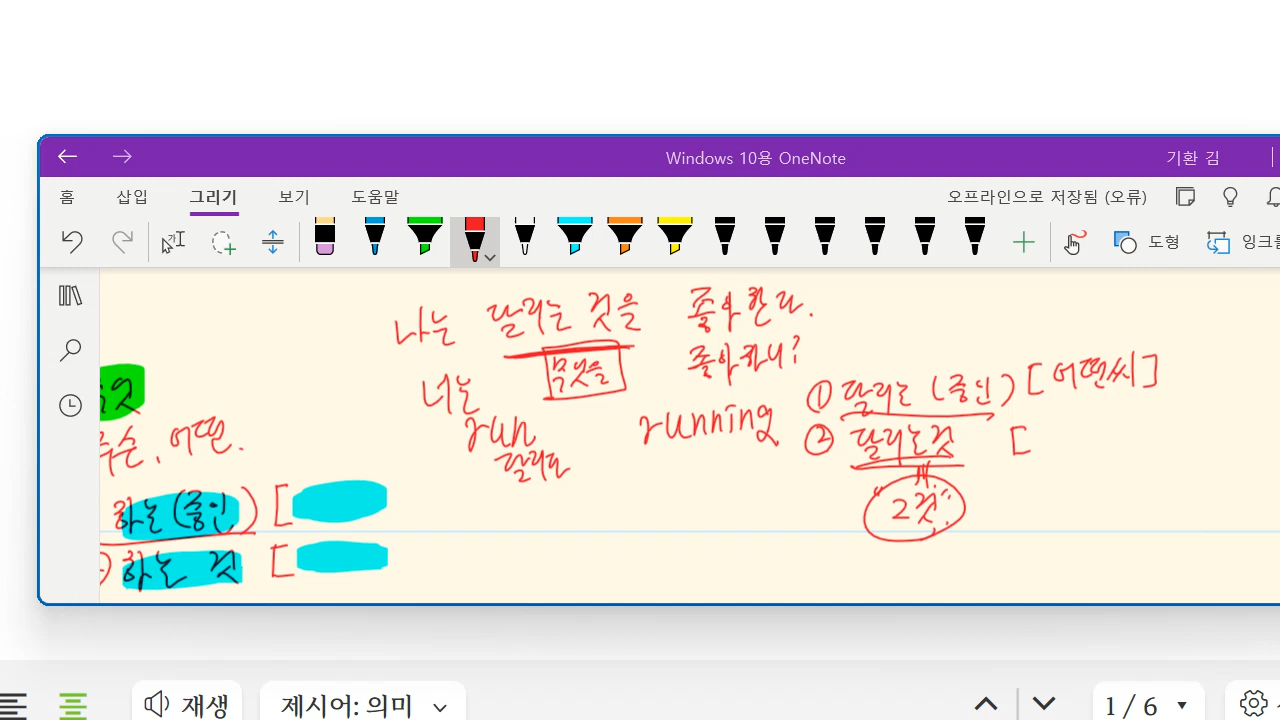 Windows 10용 OneNote
기환 김
홈 삽입 그리기 보기 도움말
오프라인으로 저장됨 (오류)
도형
나는 달리는 것을 좋아한다.
무엇을
너는 좋아하니?
run
달리다
running
① 달리는 (중인) [어떤씨]
② 달리는것 [
"그것"
어떤.
하는 (중인) [
하는 것 [
재생
제시어: 의미
1 / 6